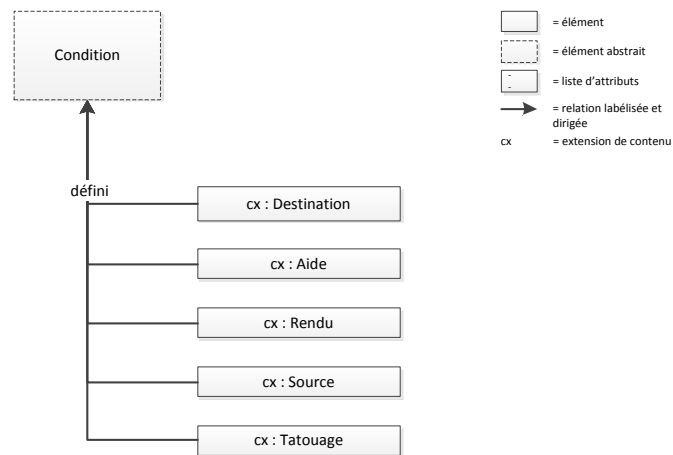 Condition
défini
cx : Destination
cx : Aide
cx : Rendu
cx : Source
cx : Tatouage
= élément
= élément abstrait
-
-
= liste d'attributs
= relation labélisée et
dirigée
cx = extension de contenu